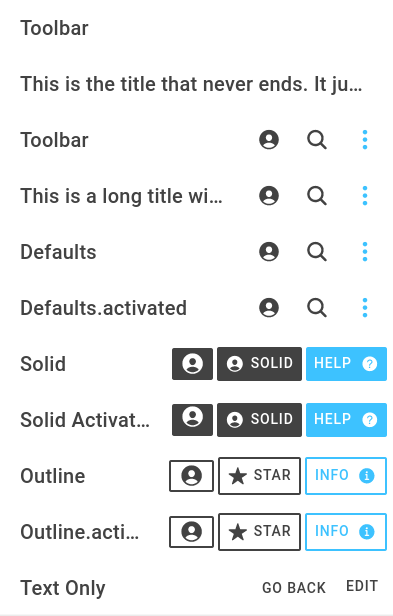 Toolbar
This is the title that never ends. It ju…
Toolbar
This is a long title wi…
Defaults
Defaults.activated
Solid SOLID HELP
Solid Activat… SOLID HELP
Outline STAR INFO
Outline.acti… STAR INFO
Text Only GO BACK EDIT